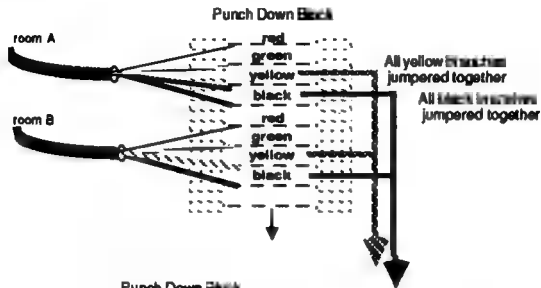 Punch Down
room A
red
green
yellow
black
All yellow
jumpered together
All
jumpered together
room B
red
green
yellow
black
Punch Down